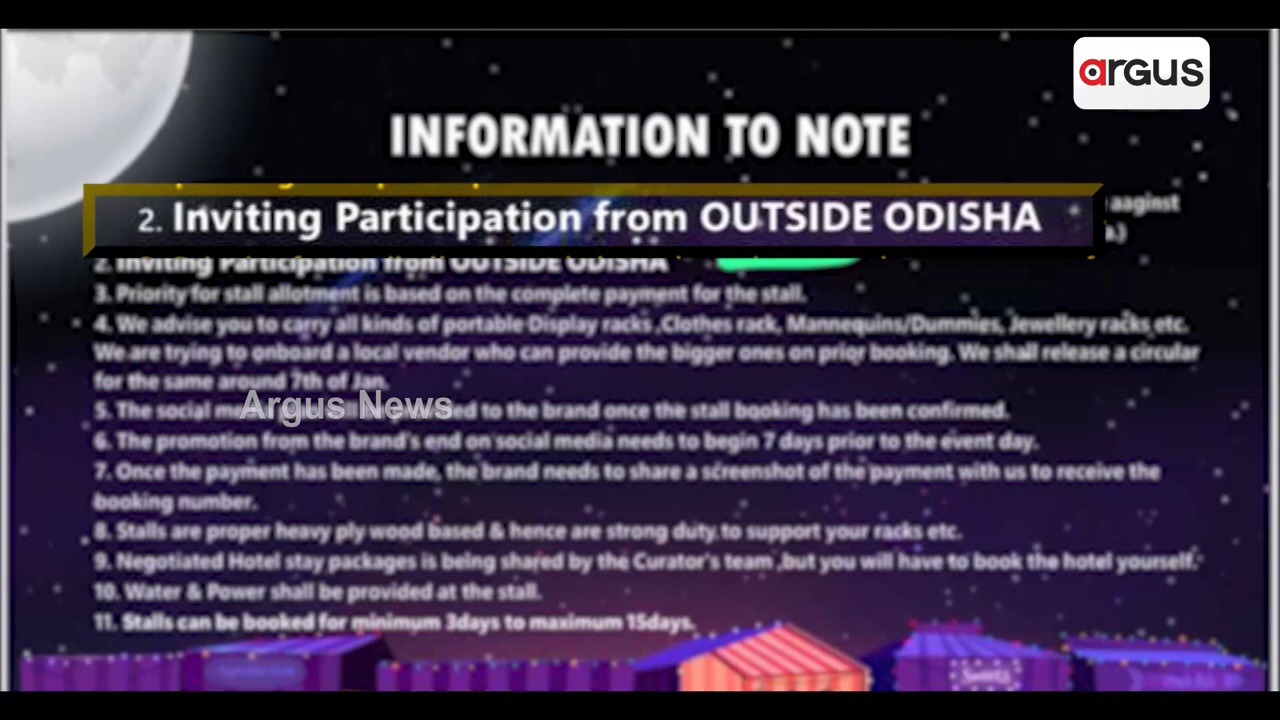 argus
INFORMATION TO NOTE
aaginst
2. Inviting Participation from OUTSIDE ODISHA
2. Inviting Participation from OUTSIDE ODISHA
3. Priority for stall allotment is based on the complete payment for the stall.
4. We advise you to carry all kinds of portable Display racks ,Clothes rack, Mannequins/Dummies, Jewellery racks etc.
We are trying to onboard a local vendor who can provide the bigger ones on prior booking. We shall release a circular
for the same around 7th of Jan.
Argus News
5. The social ed to the brand once the stall booking has been confirmed.
6. The promotion from the brand's end on social media needs to begin 7 days prior to the event day.
7. Once the payment has been made, the brand needs to share a screenshot of the payment with us to receive the
booking number.
8. Stalls are proper heavy ply wood based & hence are strong duty to support your racks etc.
9. Negotiated Hotel stay packages is being shared by the Curator's team ,but you will have to book the hotel yourself.
10. Water & Power shall be provided at the stall.
11. Stalls can be booked for minimum 3days to maximum 15days.
Sweets